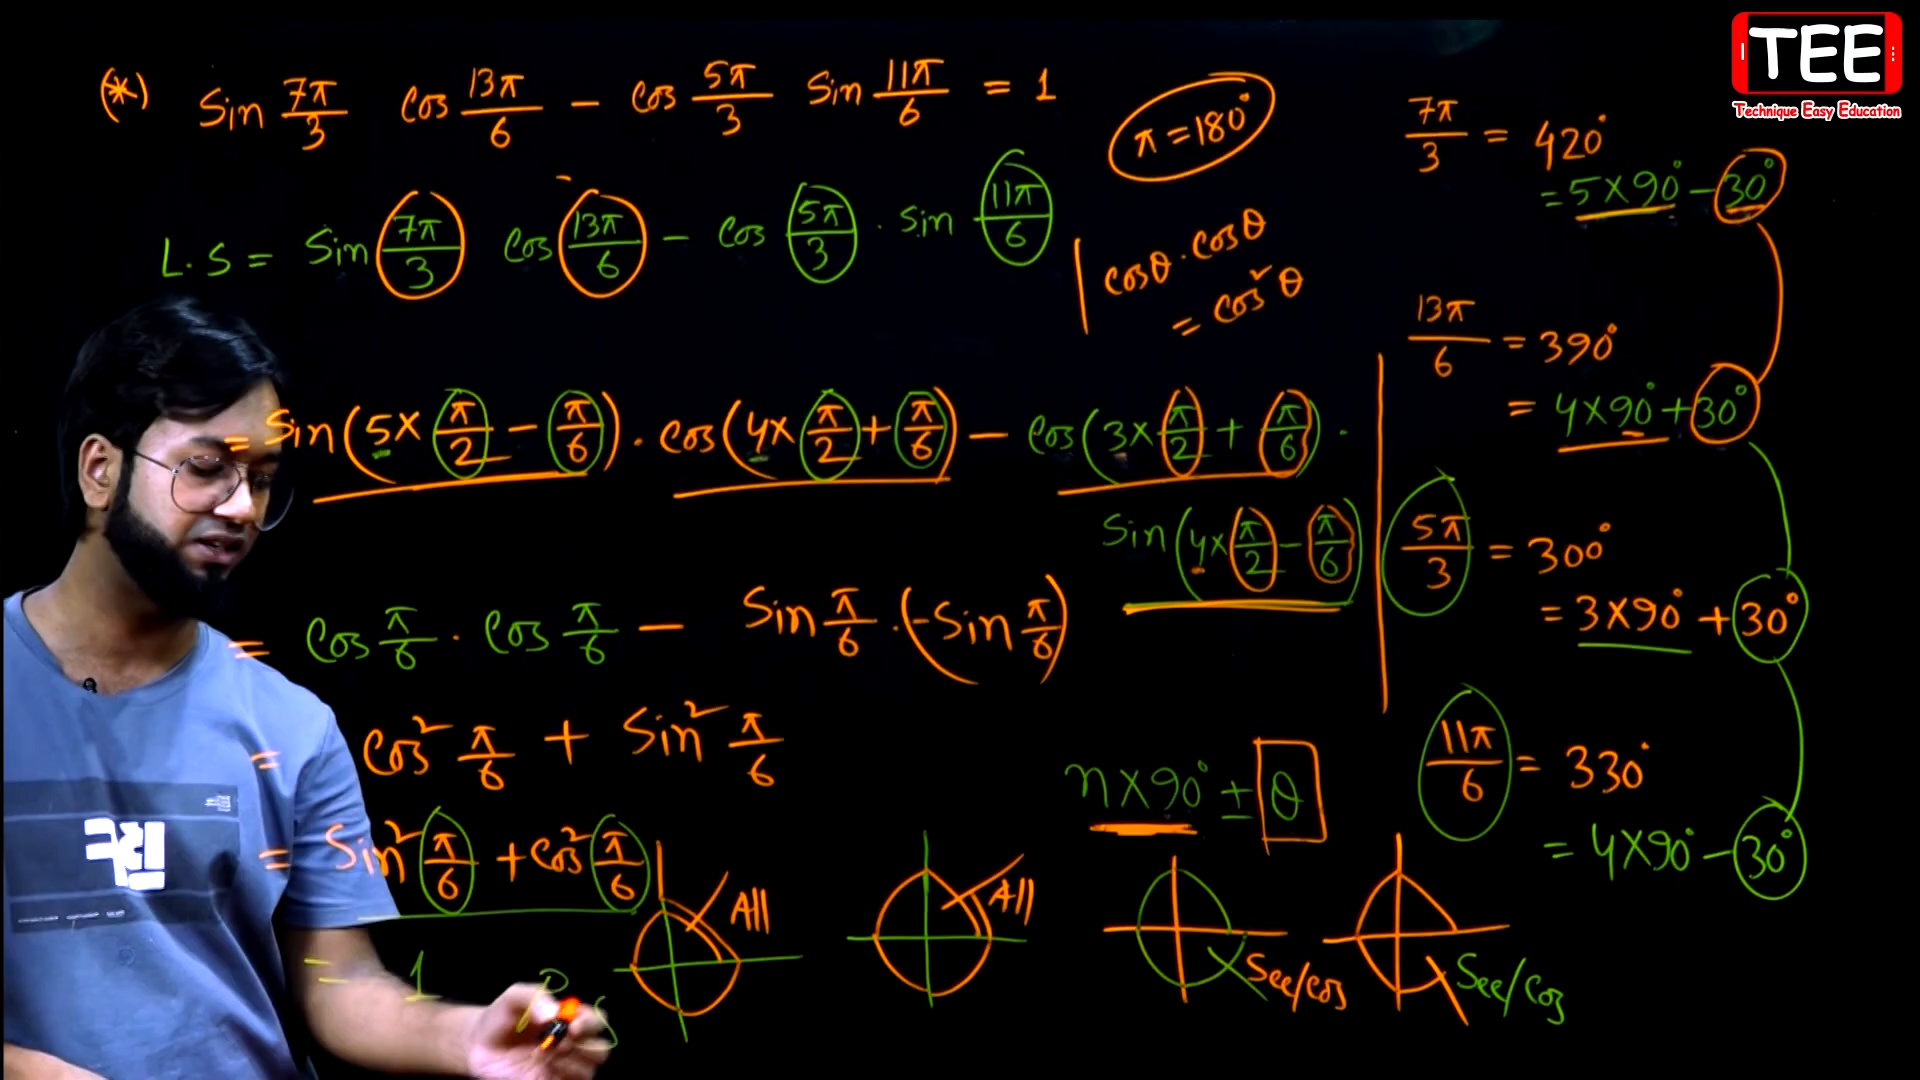 TEE
Technique Easy Education
(*) Sin 7π/3 Cos 13π/6 − Cos 5π/3 Sin 11π/6 = 1
π = 180°
7π/3 = 420°
= 5×90° − 30°
L.S = Sin 7π/3 Cos 13π/6 − Cos 5π/3 · Sin 11π/6
Cosθ · Cosθ
= Cos²θ
13π/6 = 390°
= 4×90° + 30°
= Sin(5×π/2 − π/6) · Cos(4×π/2 + π/6) − Cos(3×π/2 + π/6) ·
Sin(4×π/2 − π/6)
5π/3 = 300°
= 3×90° + 30°
= Cos π/6 · Cos π/6 − Sin π/6 · (−Sin π/6)
= Cos² π/6 + Sin² π/6
n×90° ± θ
11π/6 = 330°
= 4×90° − 30°
= Sin² π/6 + Cos² π/6
All
All
Sec/Cos
Sec/Cos
= 1